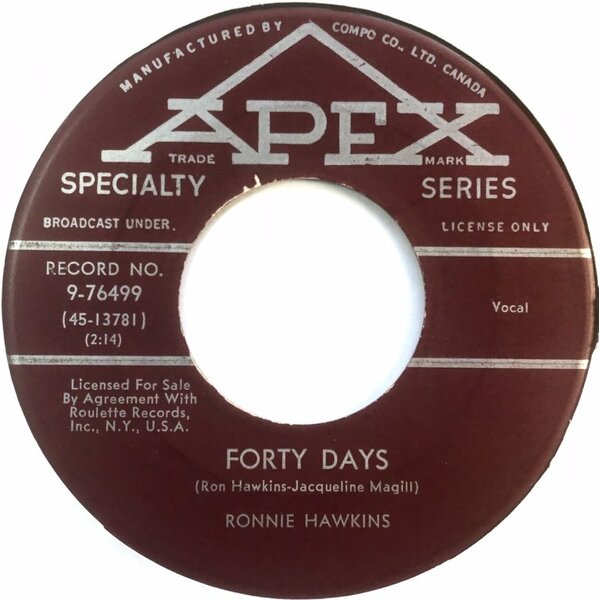 MANUFACTURED BY COMPO CO., LTD. CANADA
APEX
TRADE MARK
SPECIALTY SERIES
BROADCAST UNDER. LICENSE ONLY
RECORD NO.
9-76499
(45-13781)
(2:14)
Vocal
Licensed For Sale
By Agreement With
Roulette Records,
Inc., N.Y., U.S.A.
FORTY DAYS
(Ron Hawkins-Jacqueline Magill)
RONNIE HAWKINS